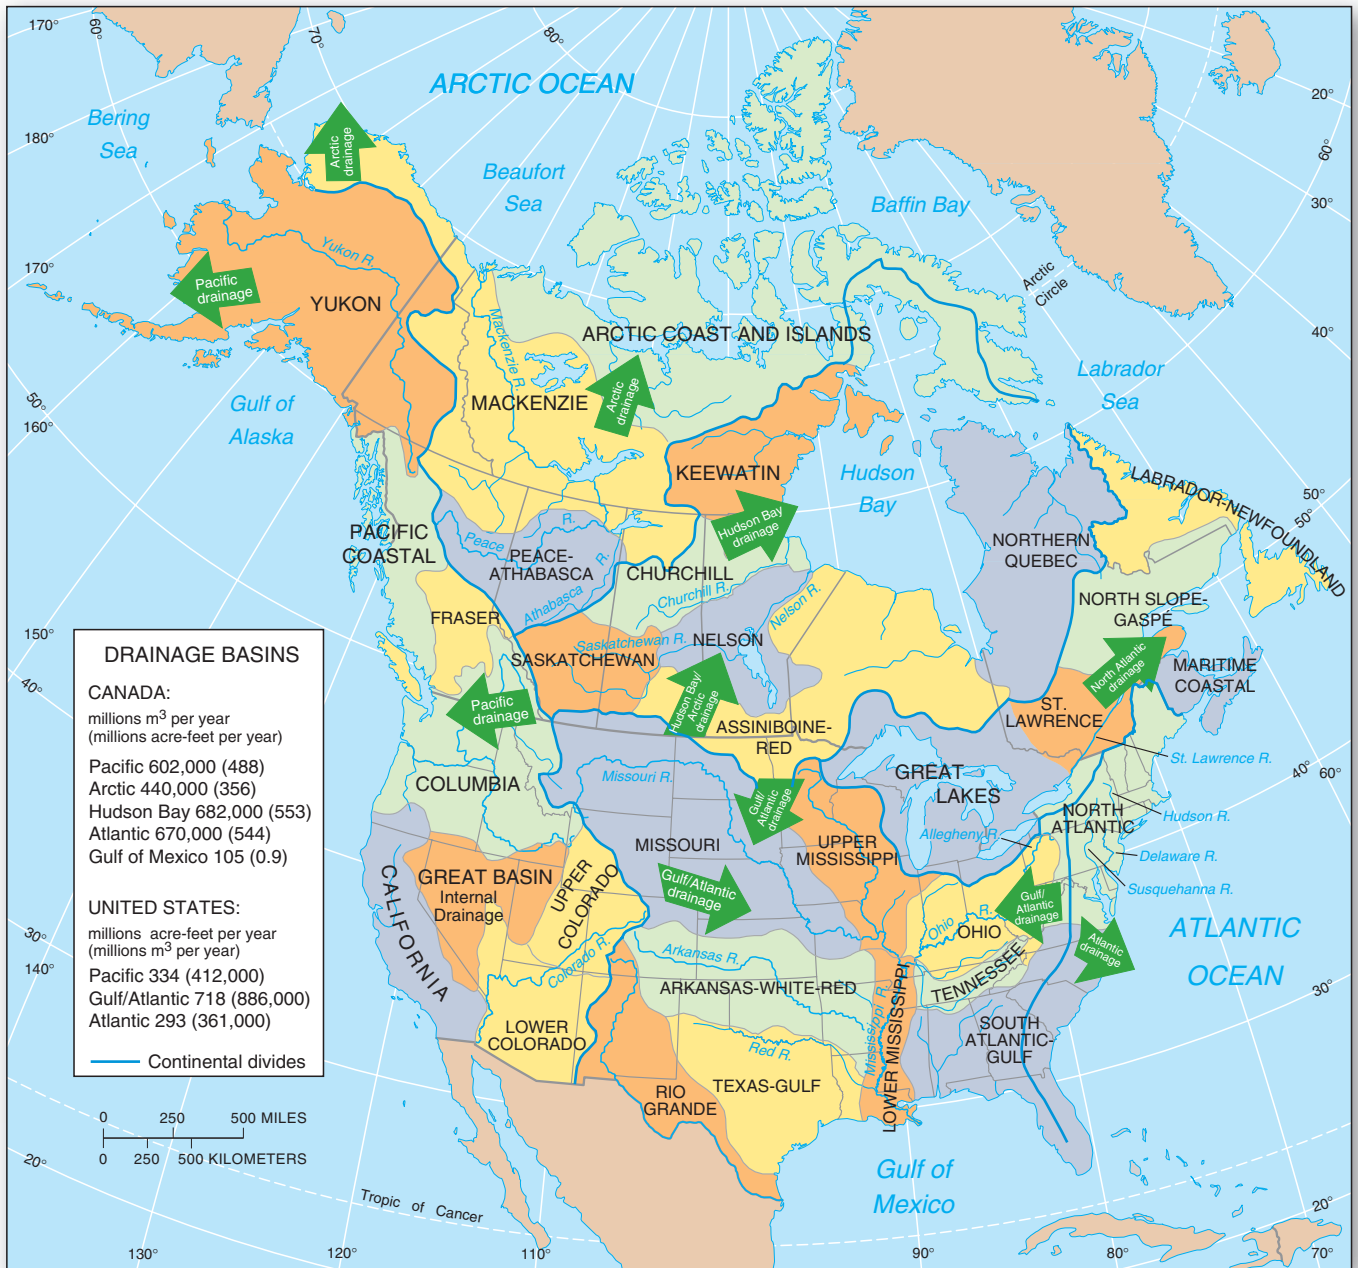 170°
60°
70°
80°
ARCTIC OCEAN
20°
Bering
Sea
180°
Arctic
drainage
60°
Beaufort
Sea
Baffin Bay
30°
Yukon R.
170°
Pacific
drainage
YUKON
Arctic
Circle
Mackenzie R.
ARCTIC COAST AND ISLANDS
40°
Labrador
Sea
50°
160°
Gulf of
Alaska
MACKENZIE
Arctic
drainage
KEEWATIN
Hudson
Bay
LABRADOR-NEWFOUNDLAND
50°
50°
Hudson Bay
drainage
PACIFIC
COASTAL
Peace
R.
PEACE-
ATHABASCA
Athabasca
R.
CHURCHILL
Churchill R.
Nelson R.
NORTHERN
QUEBEC
NORTH SLOPE-
GASPÉ
FRASER
150°
40°
Saskatchewan R.
SASKATCHEWAN
NELSON
North Atlantic
drainage
MARITIME
COASTAL
Pacific
drainage
Hudson Bay/
Arctic
drainage
ASSINIBOINE-
RED
ST.
LAWRENCE
St. Lawrence R.
40°
60°
COLUMBIA
Missouri R.
Gulf/
Atlantic
drainage
GREAT
LAKES
NORTH
ATLANTIC
Hudson R.
Allegheny R.
Delaware R.
Susquehanna R.
MISSOURI
UPPER
MISSISSIPPI
Gulf/Atlantic
drainage
GREAT BASIN
Internal
Drainage
UPPER
COLORADO
CALIFORNIA
Colorado R.
Arkansas R.
ARKANSAS-WHITE-RED
Ohio
R.
OHIO
Gulf/
Atlantic
drainage
Atlantic
drainage
TENNESSEE
ATLANTIC
OCEAN
30°
140°
30°
LOWER
COLORADO
Red R.
Mississippi R.
LOWER MISSISSIPPI
SOUTH
ATLANTIC-
GULF
RIO
GRANDE
TEXAS-GULF
Gulf of
Mexico
DRAINAGE BASINS
CANADA:
millions m³ per year
(millions acre-feet per year)
Pacific 602,000 (488)
Arctic 440,000 (356)
Hudson Bay 682,000 (553)
Atlantic 670,000 (544)
Gulf of Mexico 105 (0.9)
UNITED STATES:
millions acre-feet per year
(millions m³ per year)
Pacific 334 (412,000)
Gulf/Atlantic 718 (886,000)
Atlantic 293 (361,000)
Continental divides
0 250 500 MILES
0 250 500 KILOMETERS
20°
Tropic of Cancer
20°
130°
120°
110°
90°
80°
70°